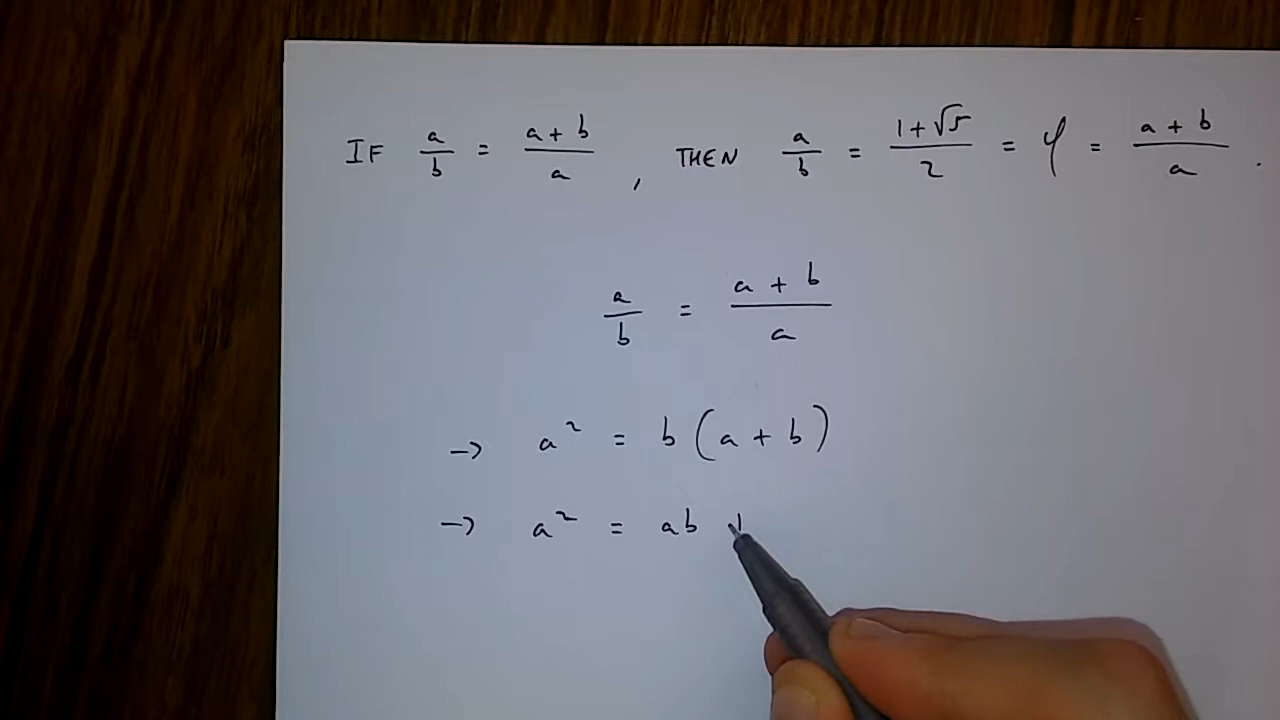 IF a/b = (a + b)/a , THEN a/b = (1 + √5)/2 = φ = (a + b)/a .
a/b = (a + b)/a
→ a² = b(a + b)
→ a² = ab